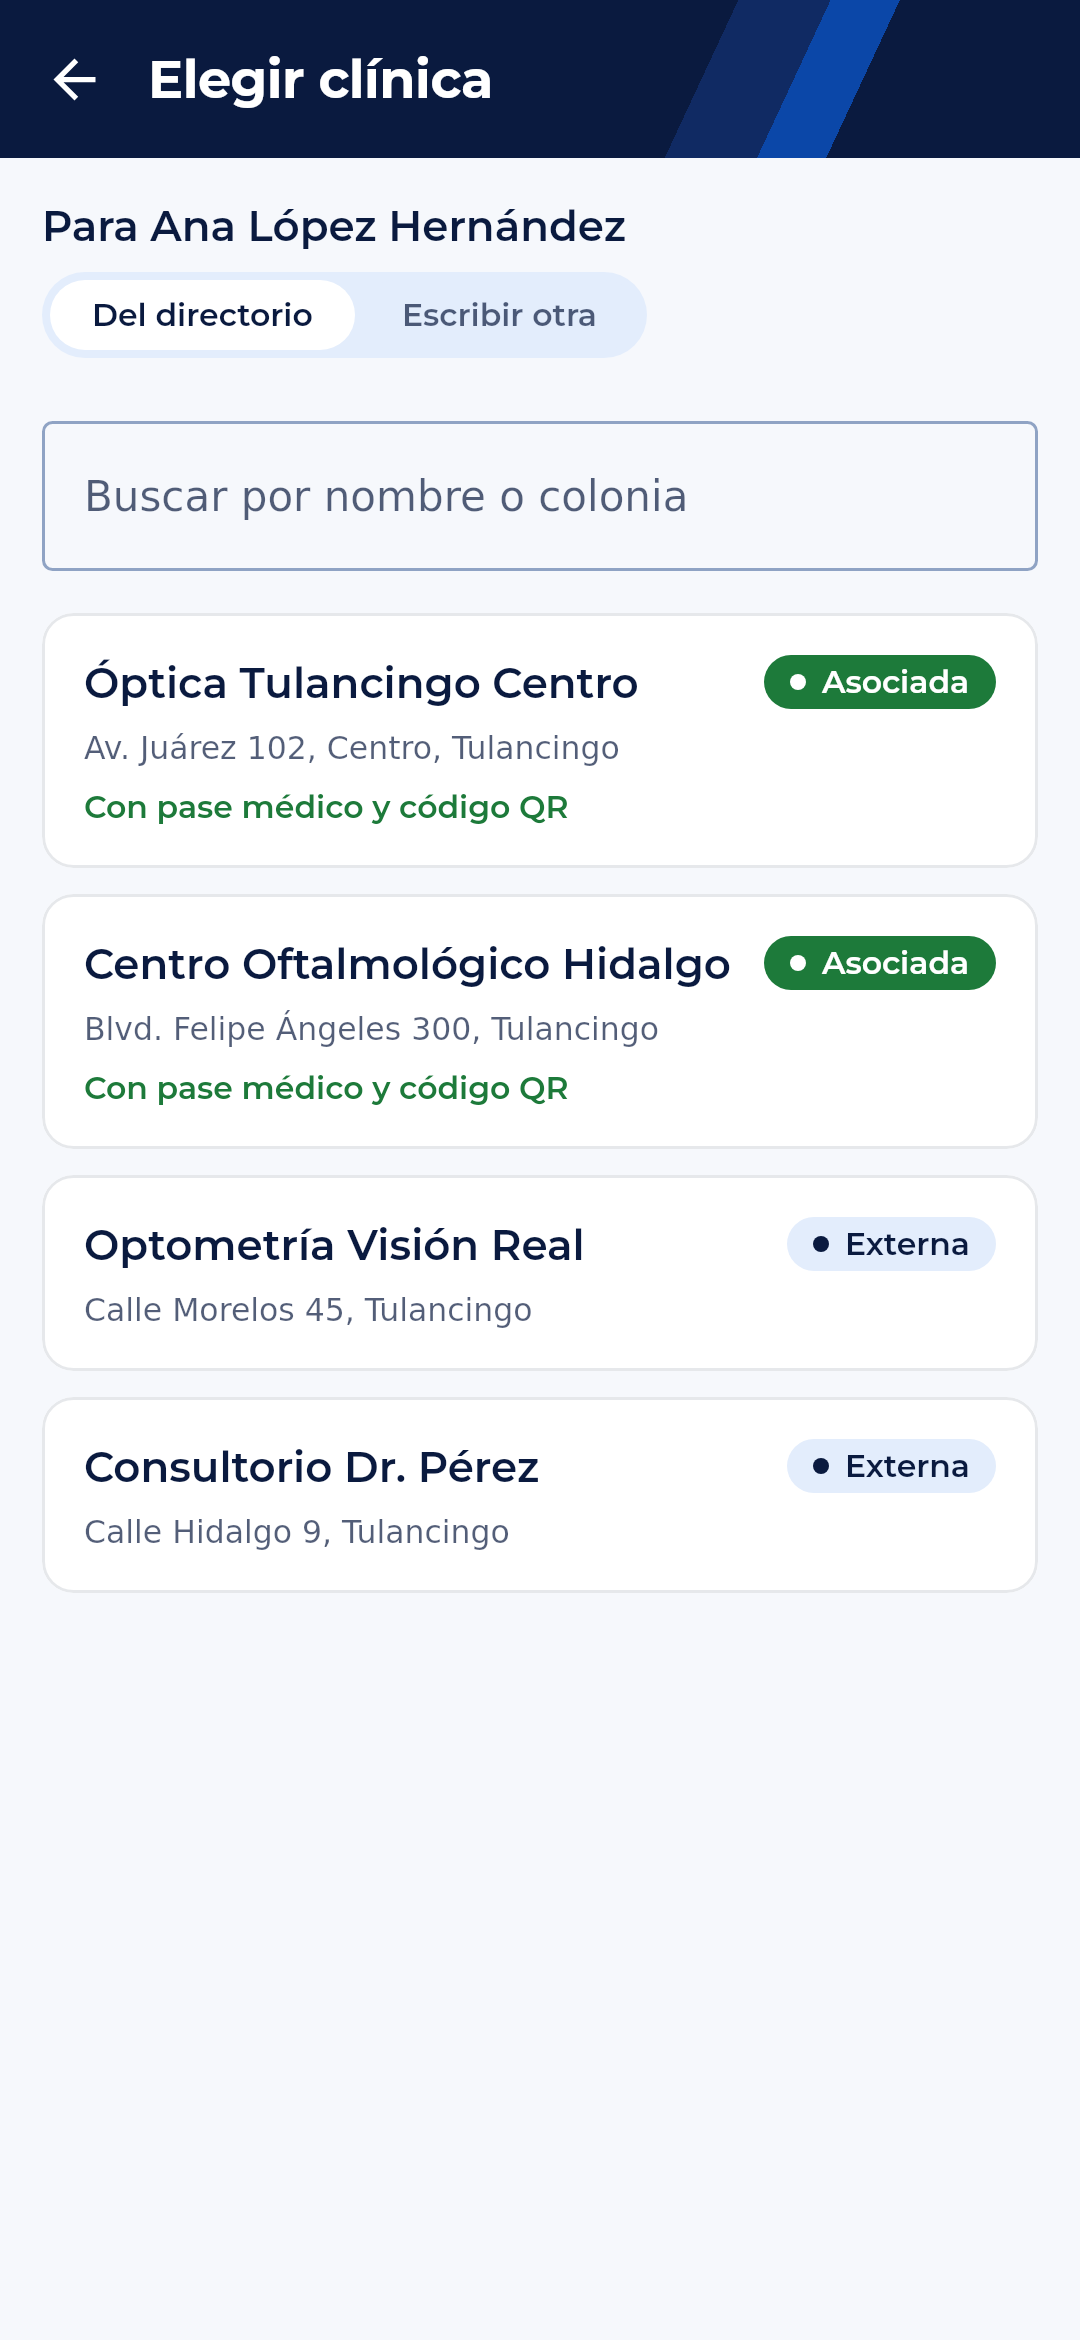 Elegir clínica
Para Ana López Hernández
Del directorio
Escribir otra
Buscar por nombre o colonia
Óptica Tulancingo Centro
Asociada
Av. Juárez 102, Centro, Tulancingo
Con pase médico y código QR
Centro Oftalmológico Hidalgo
Asociada
Blvd. Felipe Ángeles 300, Tulancingo
Con pase médico y código QR
Optometría Visión Real
Externa
Calle Morelos 45, Tulancingo
Consultorio Dr. Pérez
Externa
Calle Hidalgo 9, Tulancingo